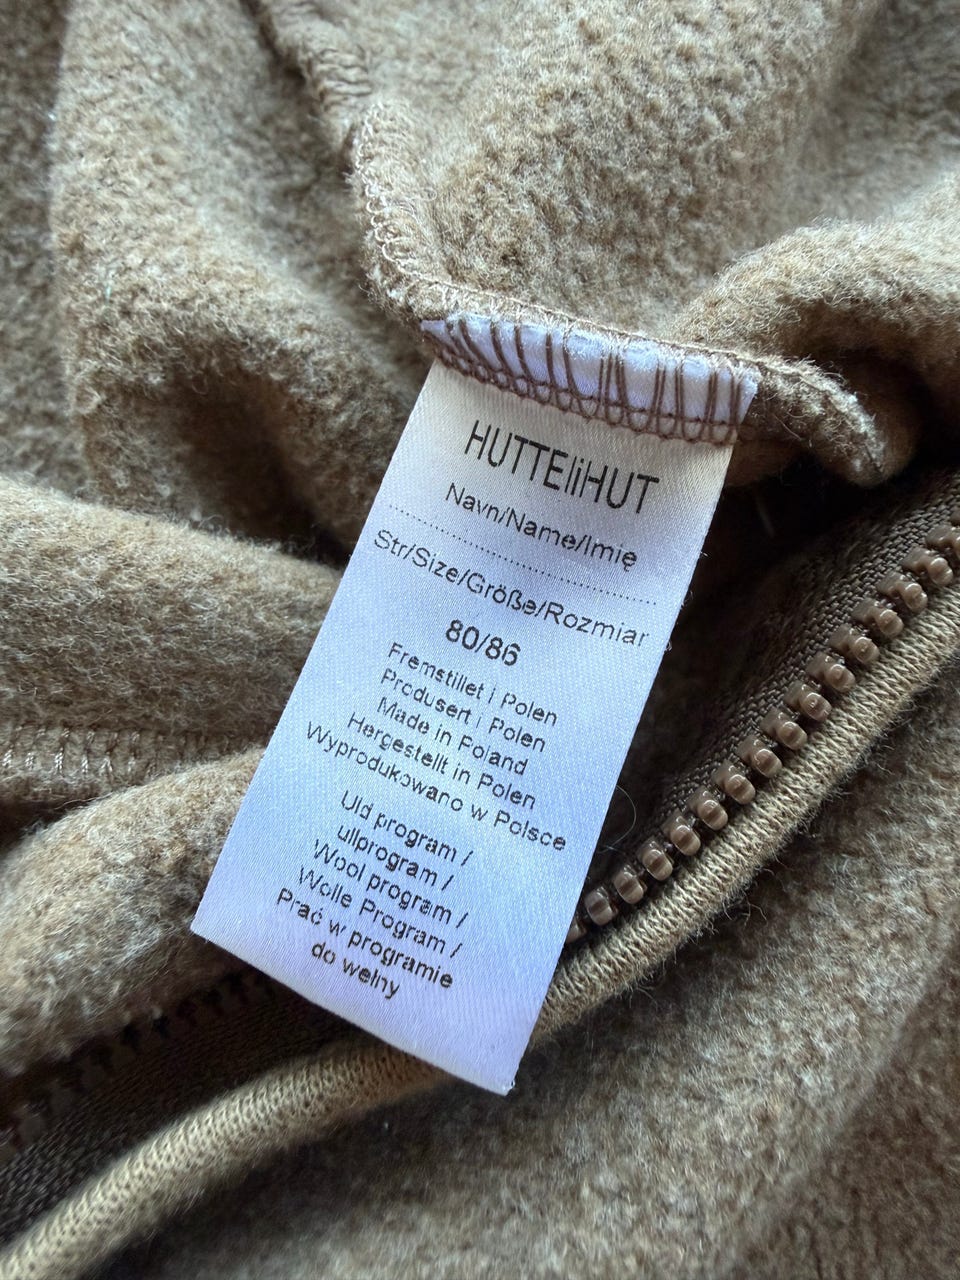 HUTTEliHUT
Navn/Name/Imię
Str/Size/Größe/Rozmiar
80/86
Fremstillet i Polen
Produsert i Polen
Made in Poland
Hergestellt in Polen
Wyprodukowano w Polsce
Uld program /
ullprogram /
Wool program /
Wolle Program /
Prać w programie
do wełny